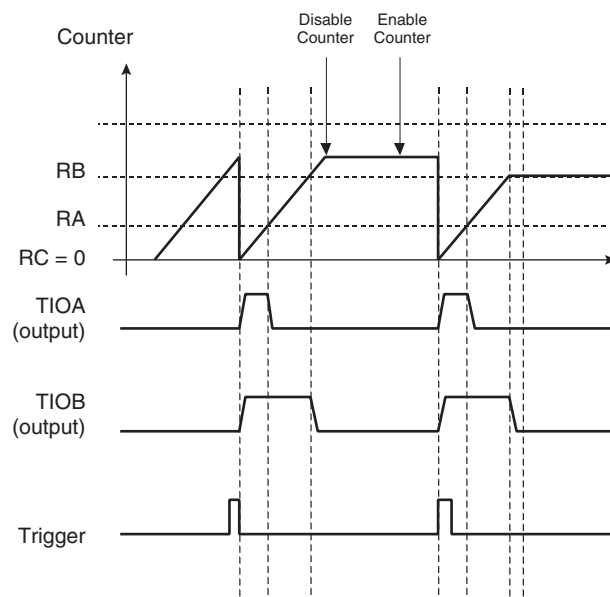 Disable
Counter
Enable
Counter
Counter
RB
RA
RC = 0
TIOA
(output)
TIOB
(output)
Trigger